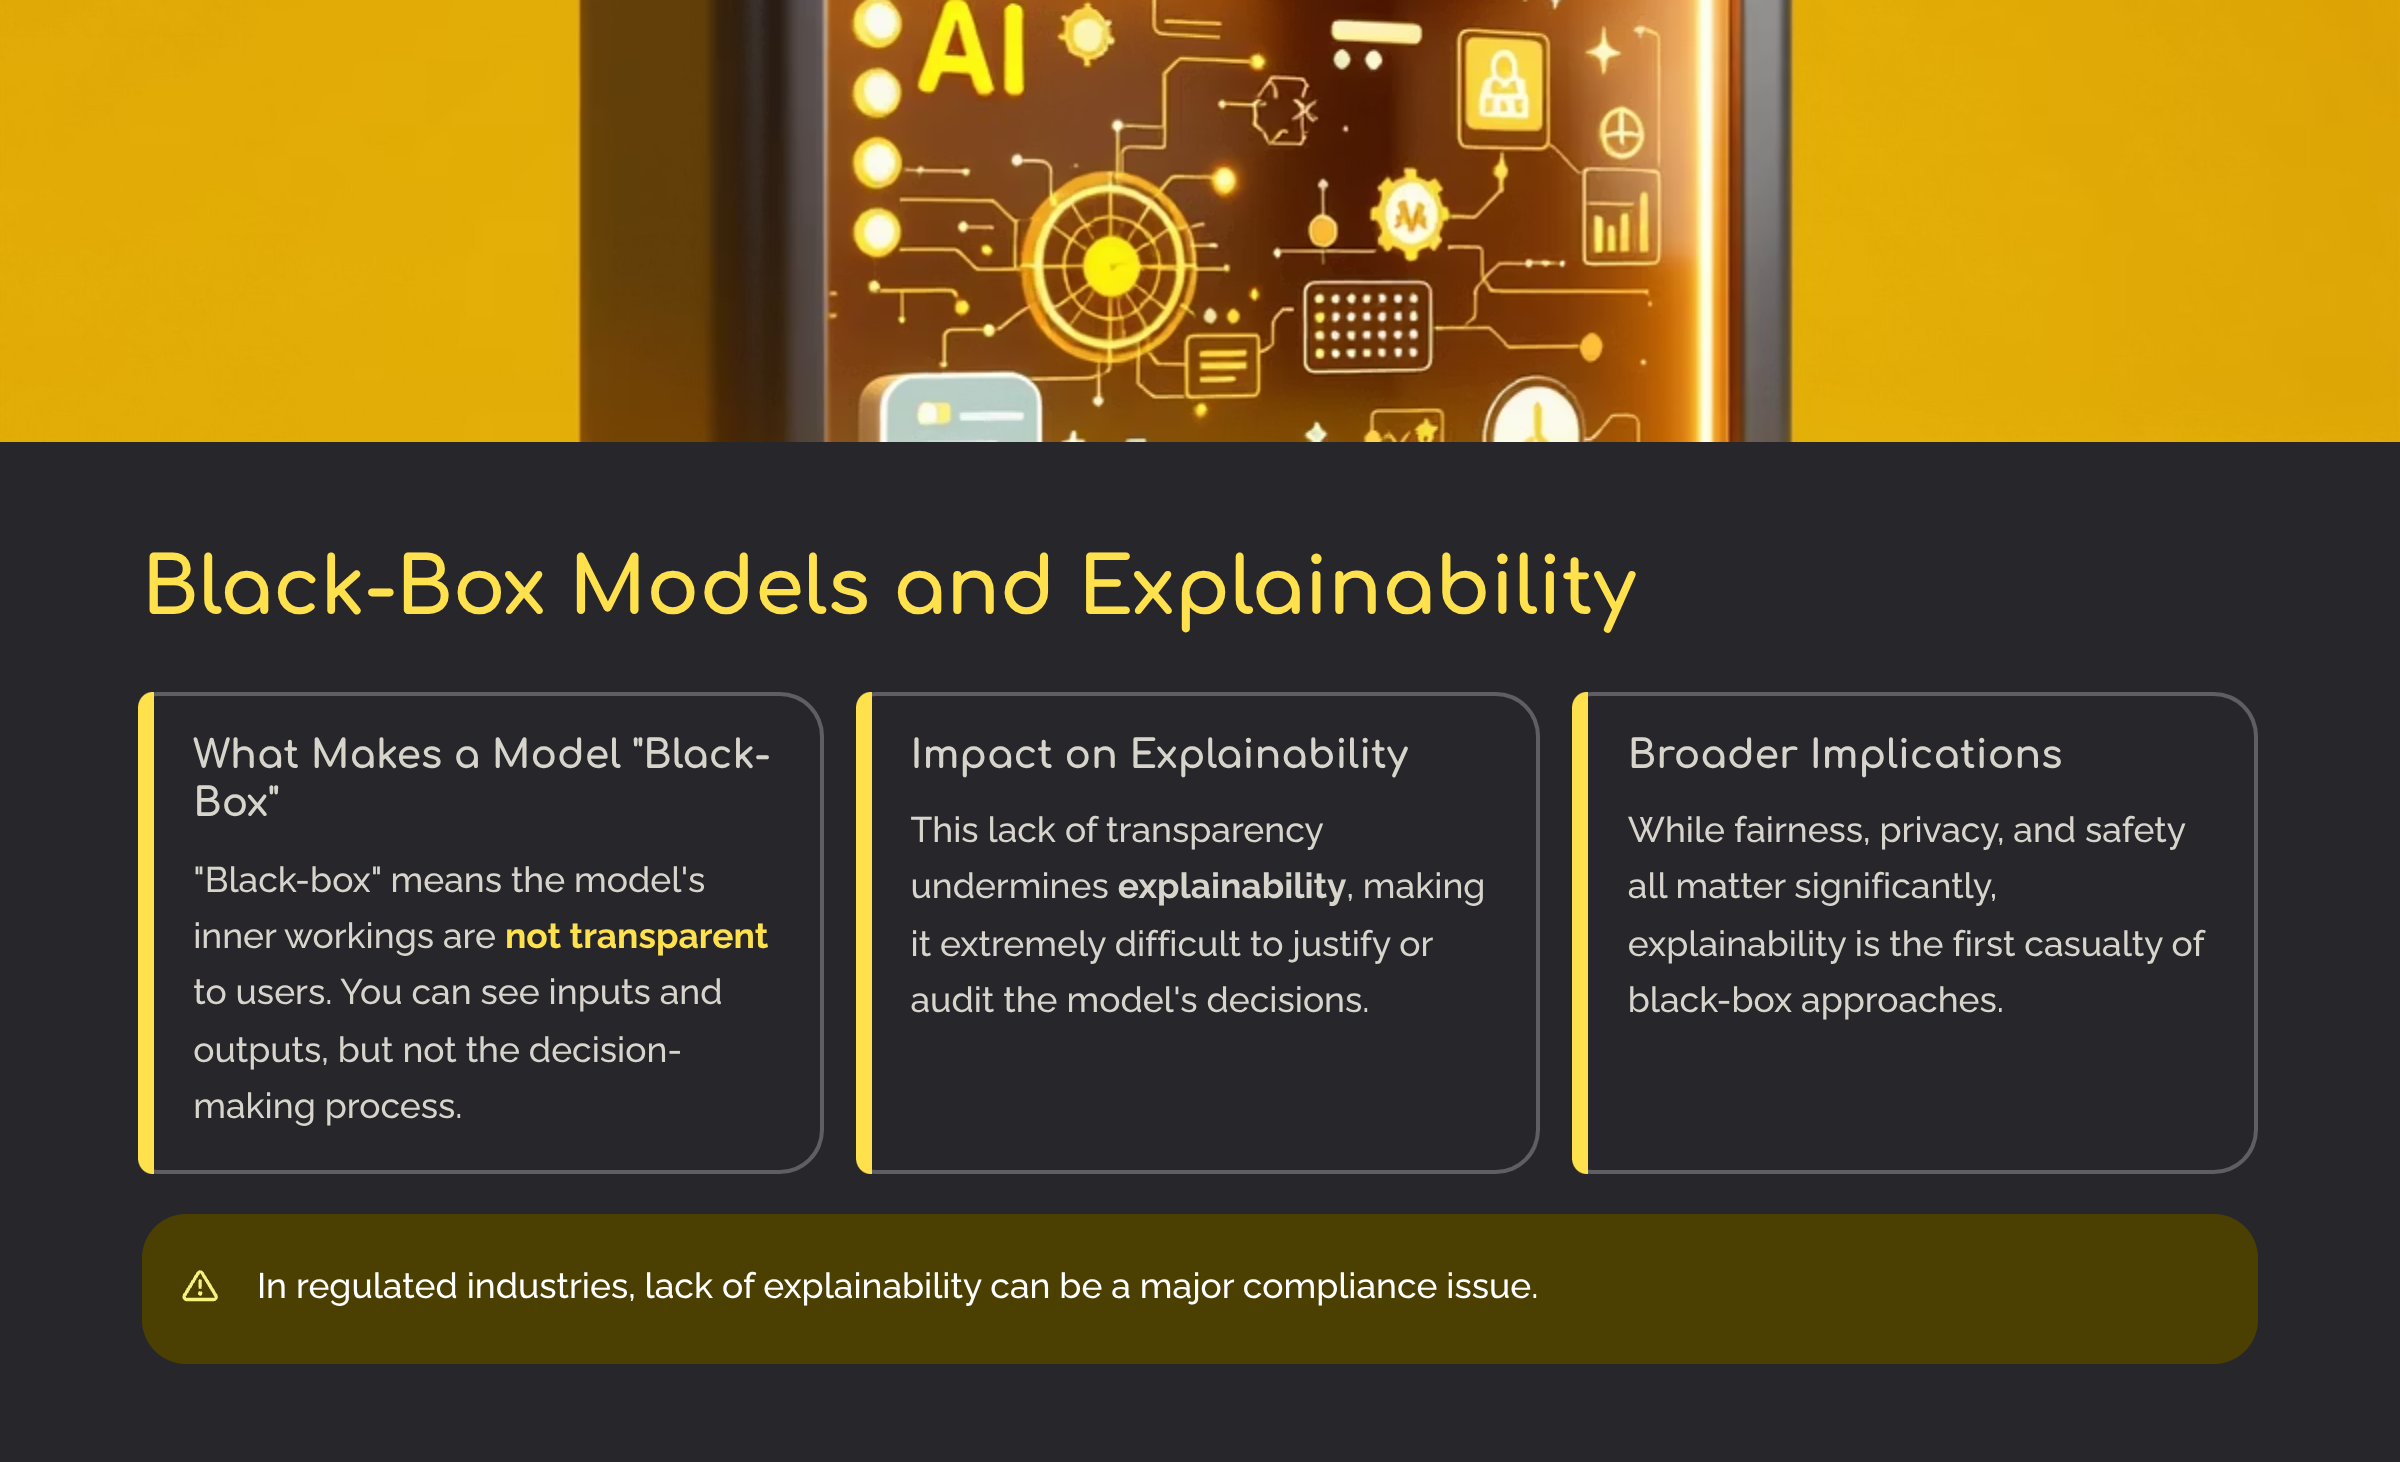 AI
Black-Box Models and Explainability
What Makes a Model "Black-
Box"
"Black-box" means the model's
inner workings are not transparent
to users. You can see inputs and
outputs, but not the decision-
making process.
Impact on Explainability
This lack of transparency
undermines explainability, making
it extremely difficult to justify or
audit the model's decisions.
Broader Implications
While fairness, privacy, and safety
all matter significantly,
explainability is the first casualty of
black-box approaches.
In regulated industries, lack of explainability can be a major compliance issue.